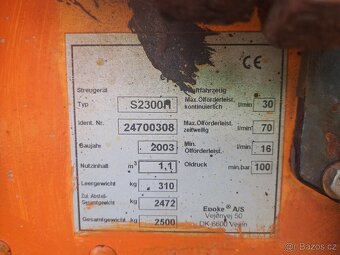 CE
Streugerät
Typ S2300H Max.Ölförderleist. kontinuierlich l/min 30
Ident. Nr. 24700308 Max.Ölförderleist. zeitweilig l/min 70
Baujahr 2003 Min. Ölförderleist. l/min 16
Nutzinhalt m³ 1,1 Öldruck min.bar 100
Leergewicht kg 310
Zul. Aufbau- Gesamtgewicht kg 2472
Gesamtgewicht kg 2500
Epoke® A/S
Vejenvej 50
DK-6600 Vejen
sbazos.cz